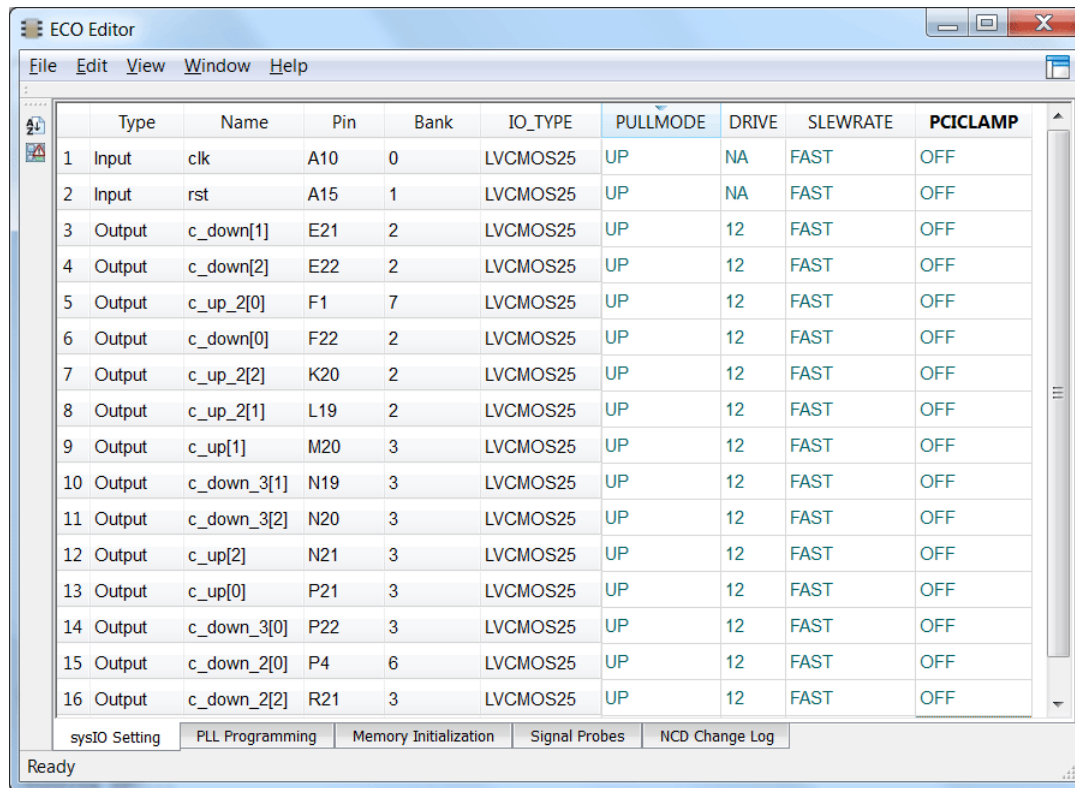 ECO Editor
File Edit View Window Help
Type Name Pin Bank IO_TYPE PULLMODE DRIVE SLEWRATE PCICLAMP
1 Input clk A10 0 LVCMOS25 UP NA FAST OFF
2 Input rst A15 1 LVCMOS25 UP NA FAST OFF
3 Output c_down[1] E21 2 LVCMOS25 UP 12 FAST OFF
4 Output c_down[2] E22 2 LVCMOS25 UP 12 FAST OFF
5 Output c_up_2[0] F1 7 LVCMOS25 UP 12 FAST OFF
6 Output c_down[0] F22 2 LVCMOS25 UP 12 FAST OFF
7 Output c_up_2[2] K20 2 LVCMOS25 UP 12 FAST OFF
8 Output c_up_2[1] L19 2 LVCMOS25 UP 12 FAST OFF
9 Output c_up[1] M20 3 LVCMOS25 UP 12 FAST OFF
10 Output c_down_3[1] N19 3 LVCMOS25 UP 12 FAST OFF
11 Output c_down_3[2] N20 3 LVCMOS25 UP 12 FAST OFF
12 Output c_up[2] N21 3 LVCMOS25 UP 12 FAST OFF
13 Output c_up[0] P21 3 LVCMOS25 UP 12 FAST OFF
14 Output c_down_3[0] P22 3 LVCMOS25 UP 12 FAST OFF
15 Output c_down_2[0] P4 6 LVCMOS25 UP 12 FAST OFF
16 Output c_down_2[2] R21 3 LVCMOS25 UP 12 FAST OFF
sysIO Setting PLL Programming Memory Initialization Signal Probes NCD Change Log
Ready